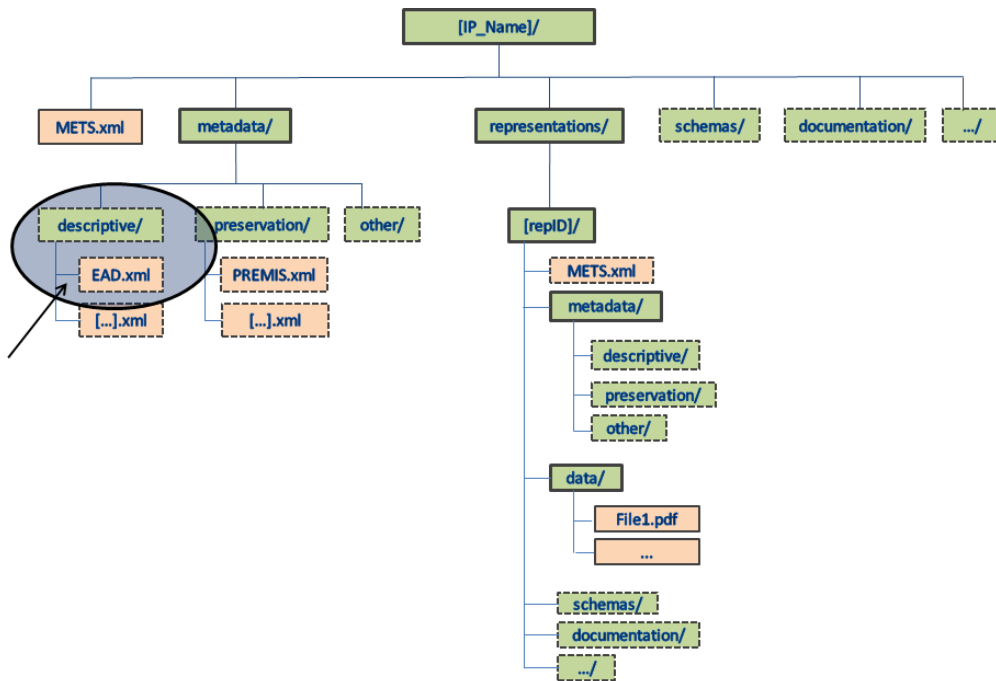 [IP_Name]/
METS.xml
metadata/
representations/
schemas/
documentation/
.../
descriptive/
preservation/
other/
[repID]/
EAD.xml
PREMIS.xml
METS.xml
[...].xml
[...].xml
metadata/
descriptive/
preservation/
other/
data/
File1.pdf
...
schemas/
documentation/
.../